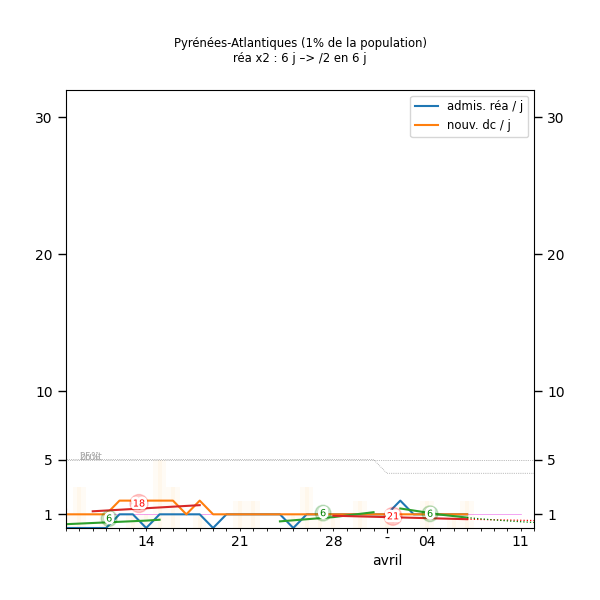 Pyrénées-Atlantiques (1% de la population)
réa x2 : 6 j –> /2 en 6 j
admis. réa / j
nouv. dc / j
30 30
20 20
10 10
5 5
1 1
6 18 6 21 6
14 21 28 - 04 11
avril